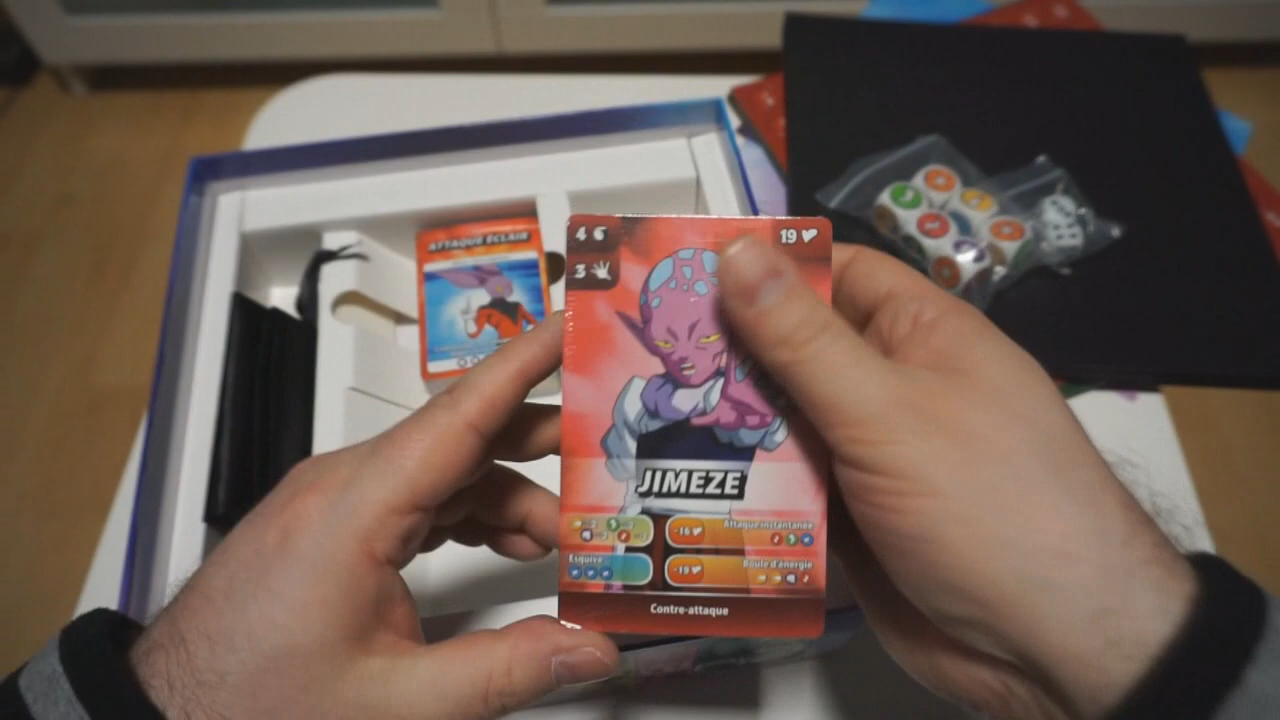 ATTAQUE ÉCLAIR
4
19
3
JIMEZE
Attaque instantanée
-16
Esquive
Boule d'énergie
-19
Contre-attaque